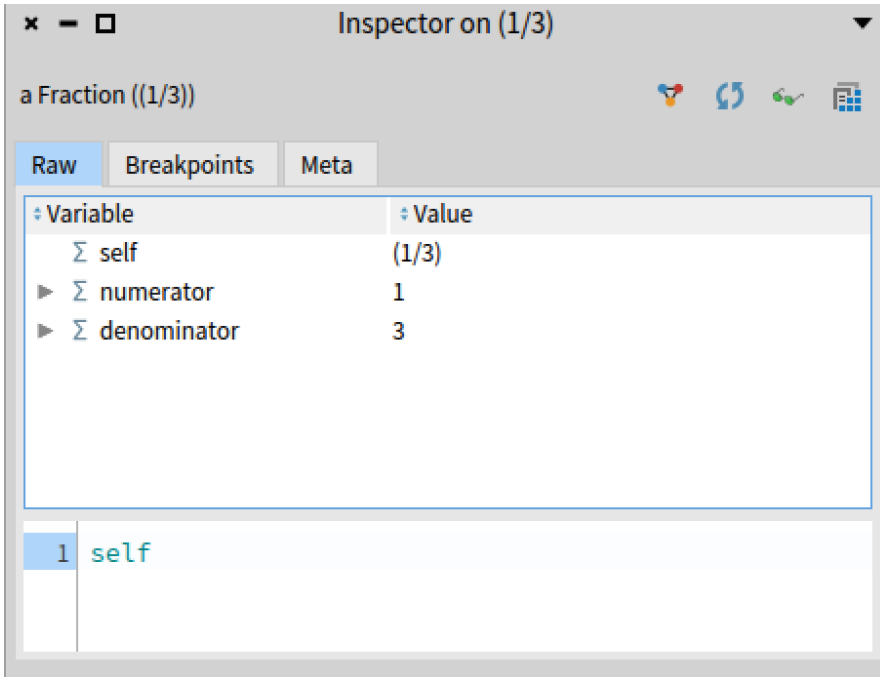 Inspector on (1/3)
a Fraction ((1/3))
Raw Breakpoints Meta
Variable Value
Σ self (1/3)
Σ numerator 1
Σ denominator 3
1 self